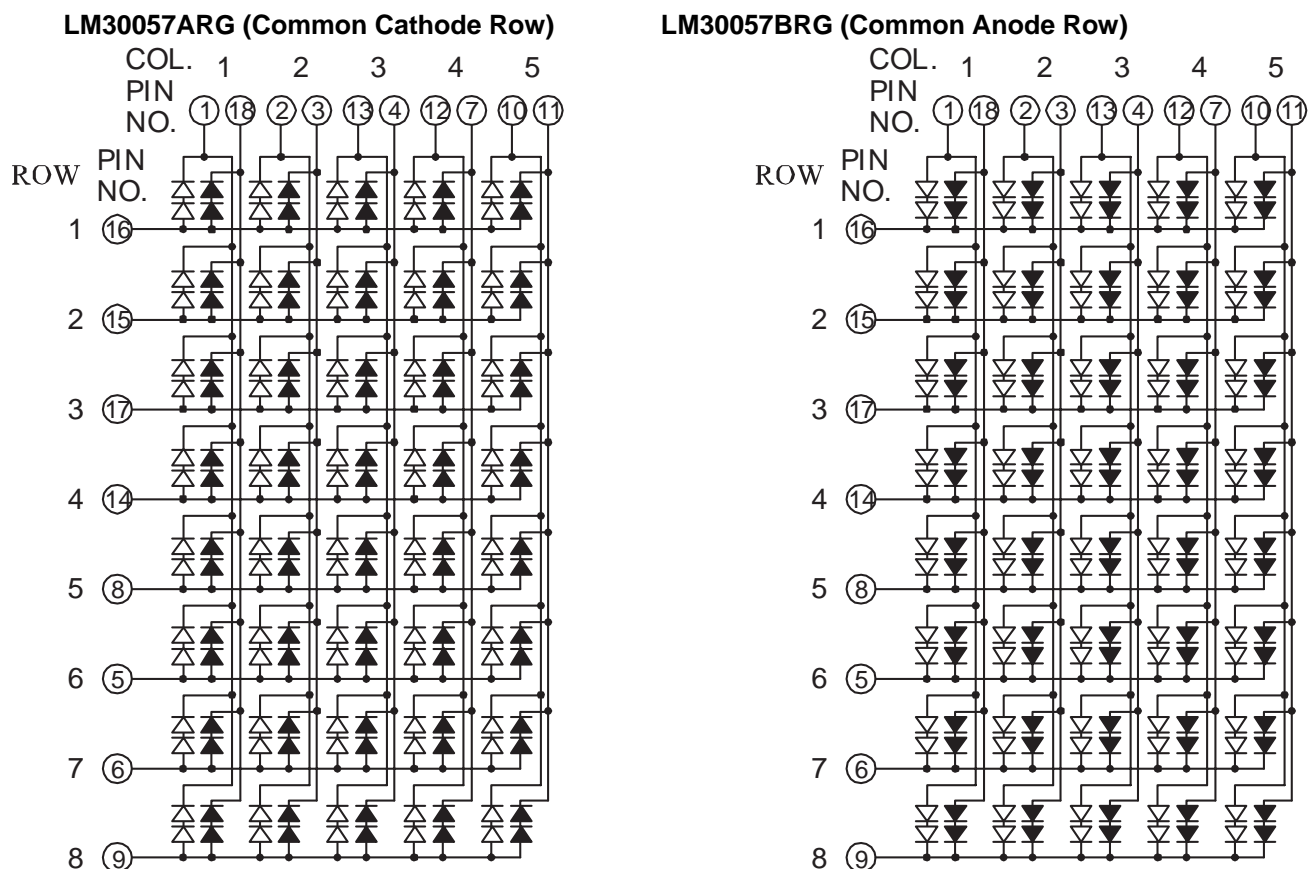 LM30057ARG (Common Cathode Row)
COL. 1 2 3 4 5
PIN
NO. 1 18 2 3 13 4 12 7 10 11
ROW PIN
NO.
1 16
2 15
3 17
4 14
5 8
6 5
7 6
8 9
LM30057BRG (Common Anode Row)
COL. 1 2 3 4 5
PIN
NO. 1 18 2 3 13 4 12 7 10 11
ROW PIN
NO.
1 16
2 15
3 17
4 14
5 8
6 5
7 6
8 9